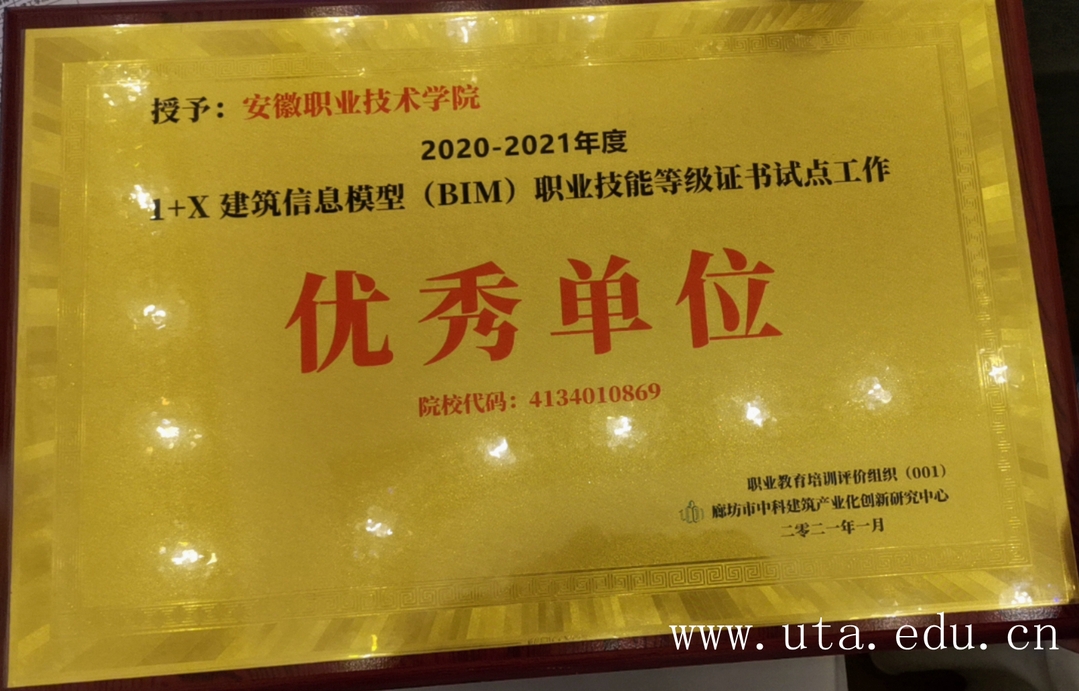 授予：安徽职业技术学院
2020-2021年度
1+X 建筑信息模型（BIM）职业技能等级证书试点工作
优秀单位
院校代码：4134010869
职业教育培训评价组织（001）
廊坊市中科建筑产业化创新研究中心
二零二一年一月
www.uta.edu.cn